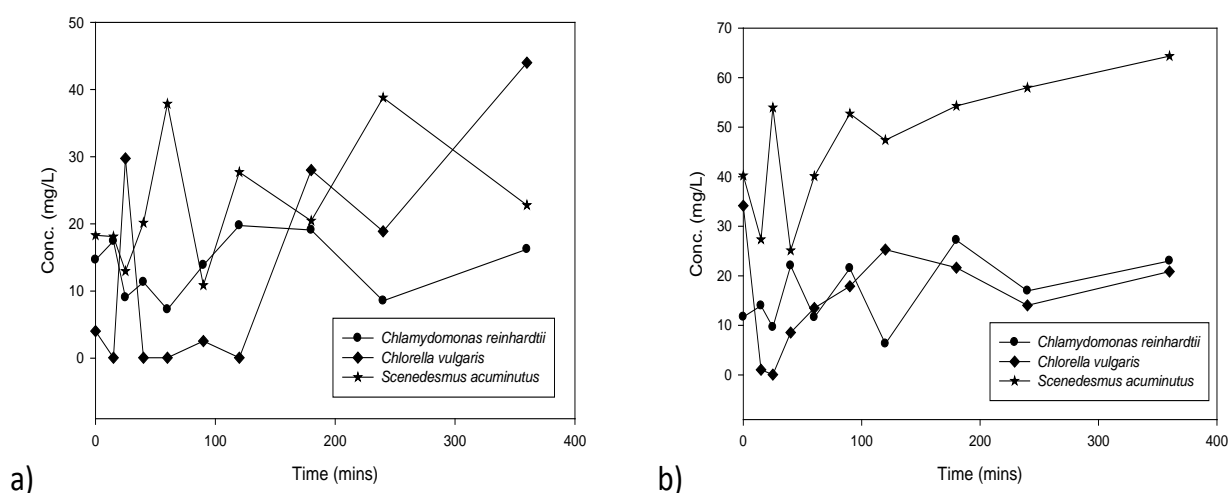 50
40
30
20
10
0
Conc. (mg/L)
Chlamydomonas reinhardtii
Chlorella vulgaris
Scenedesmus acuminutus
0 100 200 300 400
Time (mins)
a)
70
60
50
40
30
20
10
0
Conc. (mg/L)
Chlamydomonas reinhardtii
Chlorella vulgaris
Scenedesmus acuminutus
0 100 200 300 400
Time (mins)
b)